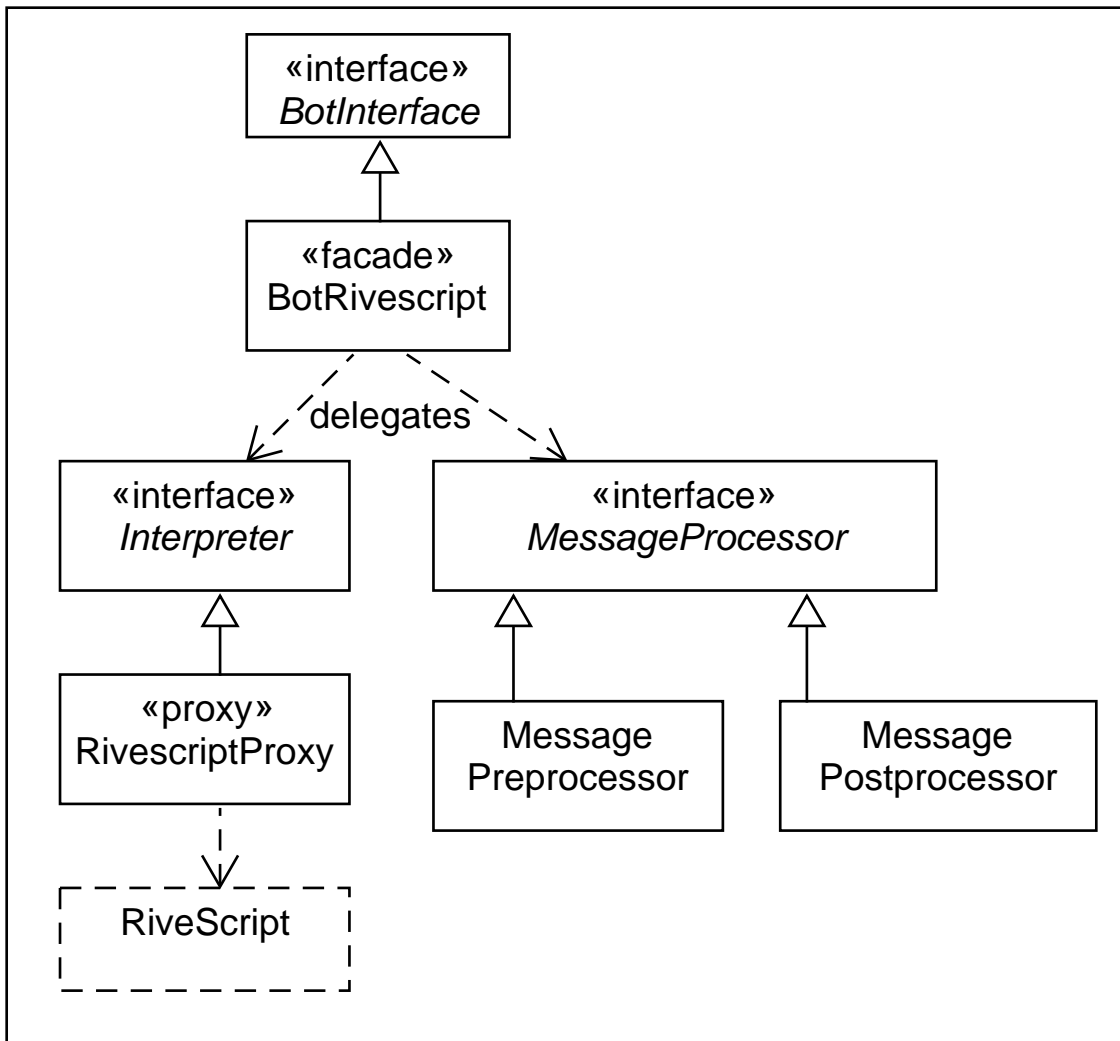 «interface»
BotInterface
«facade»
BotRivescript
delegates
«interface»
Interpreter
«interface»
MessageProcessor
«proxy»
RivescriptProxy
Message
Preprocessor
Message
Postprocessor
RiveScript